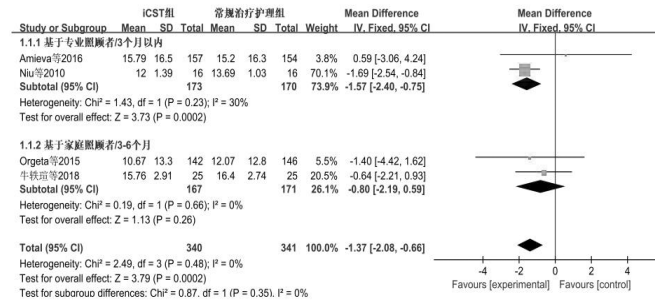 iCST组 常规治疗护理组 Mean Difference Mean Difference
Study or Subgroup Mean SD Total Mean SD Total Weight IV, Fixed, 95% CI IV, Fixed, 95% CI
1.1.1 基于专业照顾者/3个月以内
Amieva等2016 15.79 16.5 157 15.2 16.3 154 3.8% 0.59 [-3.06, 4.24]
Niu等2010 12 1.39 16 13.69 1.03 16 70.1% -1.69 [-2.54, -0.84]
Subtotal (95% CI) 173 170 73.9% -1.57 [-2.40, -0.75]
Heterogeneity: Chi² = 1.43, df = 1 (P = 0.23); I² = 30%
Test for overall effect: Z = 3.73 (P = 0.0002)
1.1.2 基于家庭照顾者/3-6个月
Orgeta等2015 10.67 13.3 142 12.07 12.8 146 5.5% -1.40 [-4.42, 1.62]
牛轶瑄等2018 15.76 2.91 25 16.4 2.74 25 20.5% -0.64 [-2.21, 0.93]
Subtotal (95% CI) 167 171 26.1% -0.80 [-2.19, 0.59]
Heterogeneity: Chi² = 0.19, df = 1 (P = 0.66); I² = 0%
Test for overall effect: Z = 1.13 (P = 0.26)
Total (95% CI) 340 341 100.0% -1.37 [-2.08, -0.66]
Heterogeneity: Chi² = 2.49, df = 3 (P = 0.48); I² = 0%
Test for overall effect: Z = 3.79 (P = 0.0002)
Test for subgroup differences: Chi² = 0.87, df = 1 (P = 0.35), I² = 0%
-4 -2 0 2 4
Favours [experimental] Favours [control]